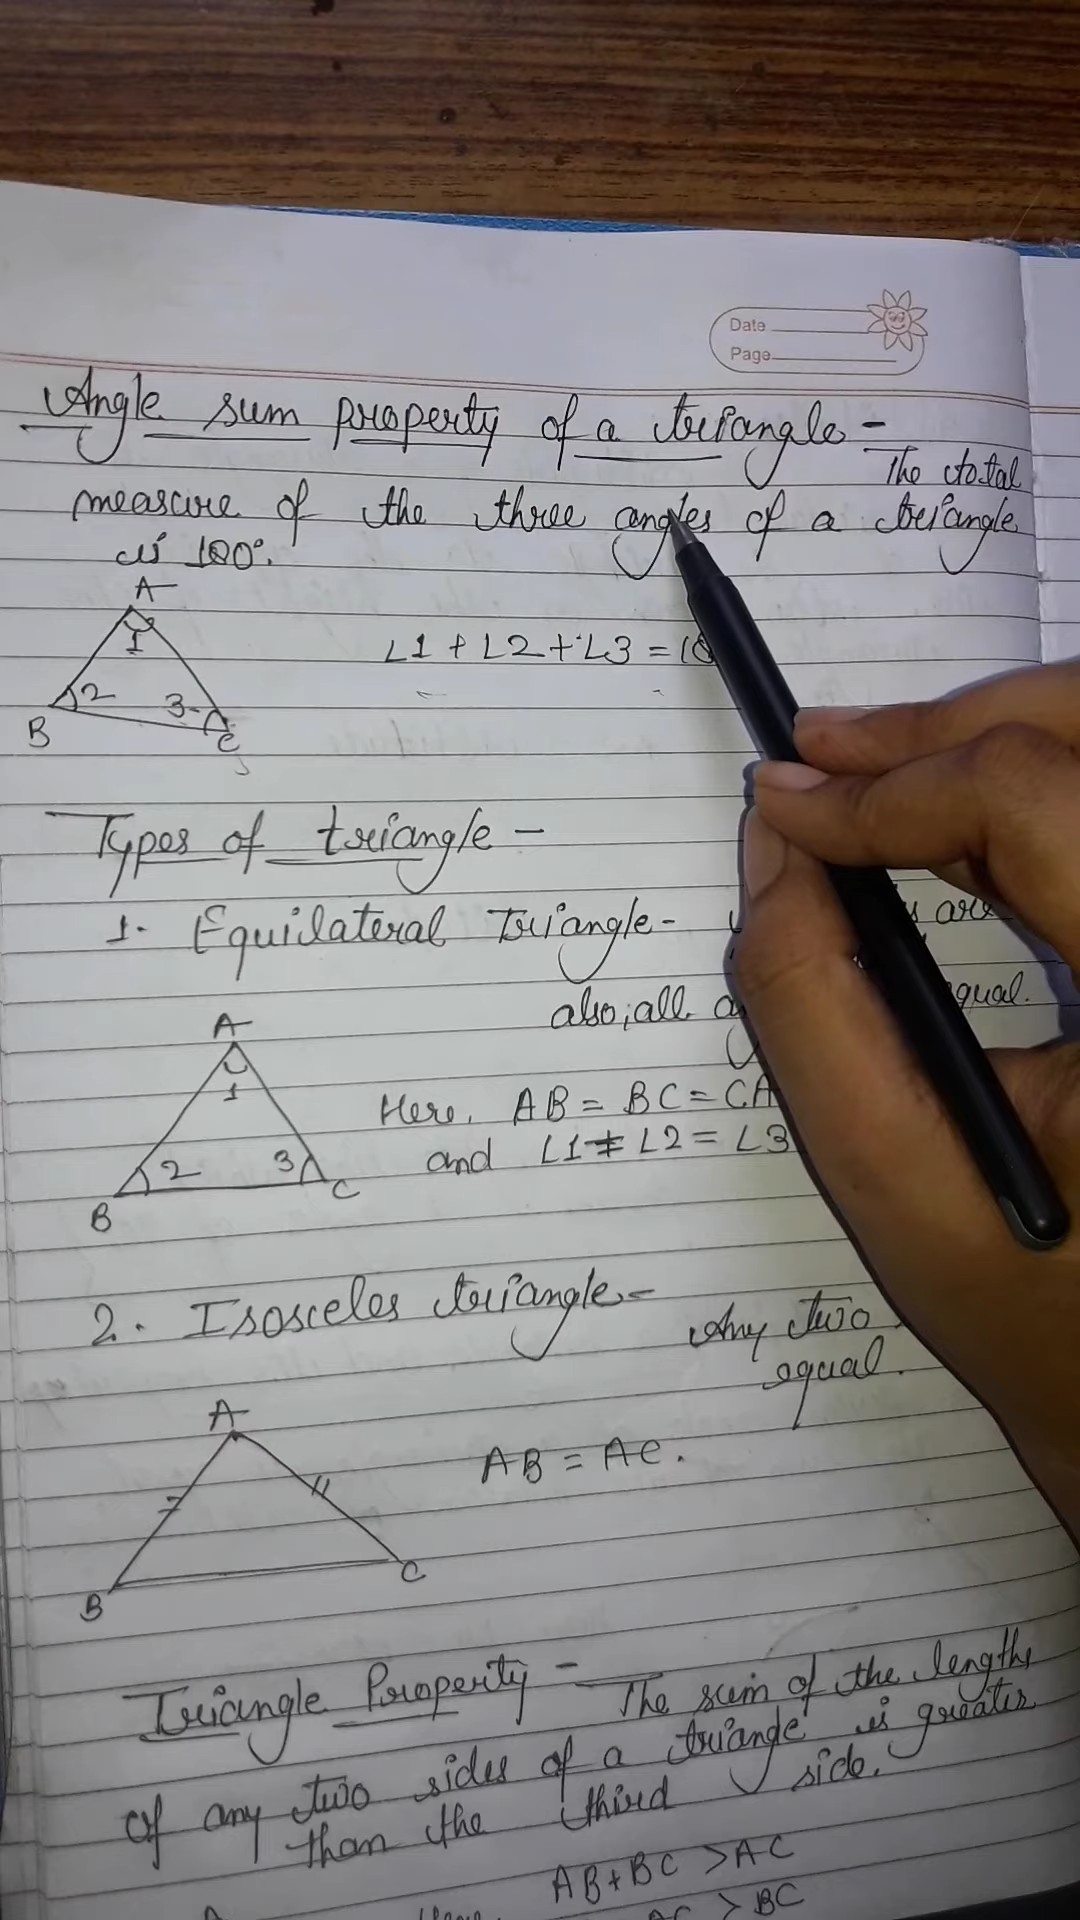 Date
Page
Angle sum property of a triangle -
The total
measure of the three angles of a triangle
is 180°.
A
1
2
3
B
C
∠1 + ∠2 + ∠3 =
Types of triangle -
1. Equilateral Triangle -
are
also, all equal.
A
1
Here, AB = BC = CA
and ∠1 = ∠2 = ∠3
2
3
B
C
2. Isosceles triangle -
Any two
equal.
A
AB = AC.
B
C
Triangle Property - The sum of the lengths
of any two sides of a triangle is greater
than the third side.
AB + BC > AC
AC > BC